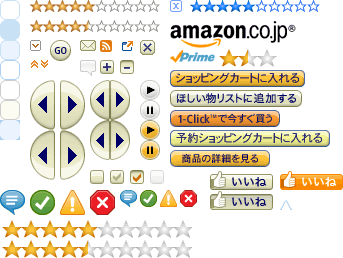 amazon.co.jp®
GO
Prime
ショッピングカートに入れる
ほしい物リストに追加する
1-Click™で今すぐ買う
予約ショッピングカートに入れる
商品の詳細を見る
いいね いいね
いいね